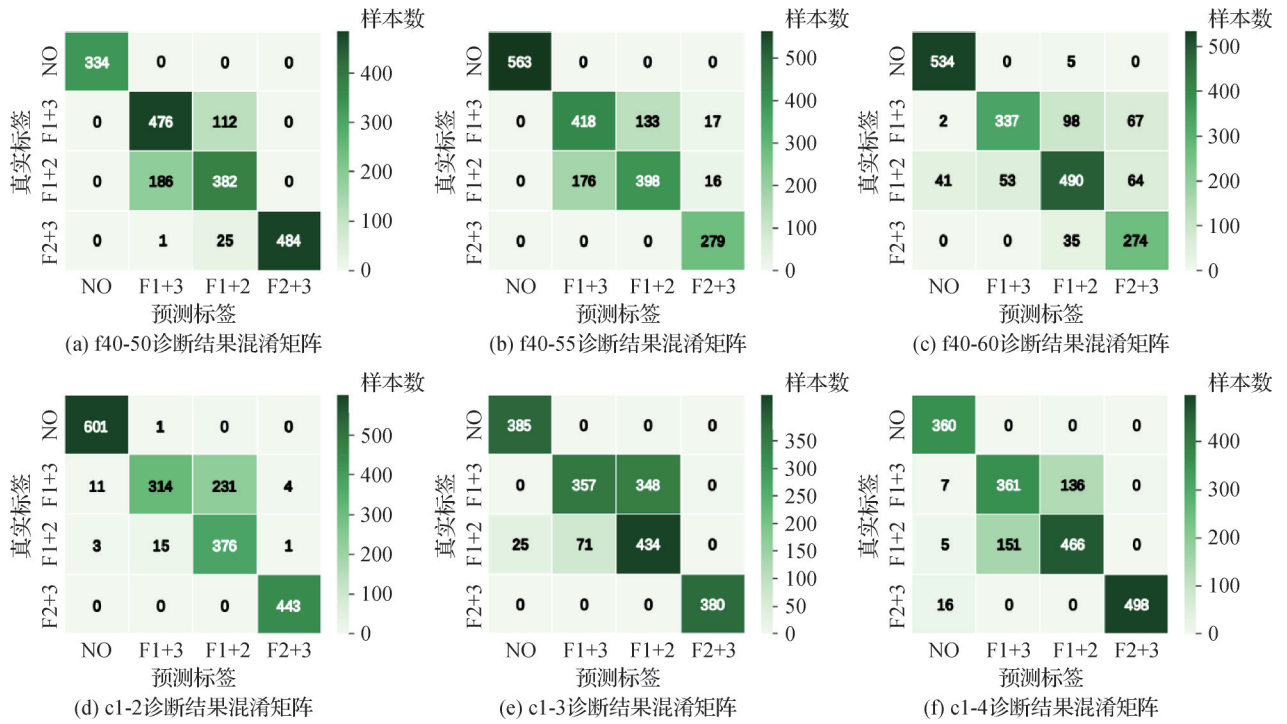 样本数
NO 334 0 0 0
F1+3 0 476 112 0
F1+2 0 186 382 0
F2+3 0 1 25 484
真实标签
400
300
200
100
0
NO F1+3 F1+2 F2+3
预测标签
(a) f40-50诊断结果混淆矩阵
样本数
NO 563 0 0 0
F1+3 0 418 133 17
F1+2 0 176 398 16
F2+3 0 0 0 279
真实标签
500
400
300
200
100
0
NO F1+3 F1+2 F2+3
预测标签
(b) f40-55诊断结果混淆矩阵
样本数
NO 534 0 5 0
F1+3 2 337 98 67
F1+2 41 53 490 64
F2+3 0 0 35 274
真实标签
500
400
300
200
100
0
NO F1+3 F1+2 F2+3
预测标签
(c) f40-60诊断结果混淆矩阵
样本数
NO 601 1 0 0
F1+3 11 314 231 4
F1+2 3 15 376 1
F2+3 0 0 0 443
真实标签
500
400
300
200
100
0
NO F1+3 F1+2 F2+3
预测标签
(d) c1-2诊断结果混淆矩阵
样本数
NO 385 0 0 0
F1+3 0 357 348 0
F1+2 25 71 434 0
F2+3 0 0 0 380
真实标签
350
300
250
200
150
100
50
0
NO F1+3 F1+2 F2+3
预测标签
(e) c1-3诊断结果混淆矩阵
样本数
NO 360 0 0 0
F1+3 7 361 136 0
F1+2 5 151 466 0
F2+3 16 0 0 498
真实标签
400
300
200
100
0
NO F1+3 F1+2 F2+3
预测标签
(f) c1-4诊断结果混淆矩阵